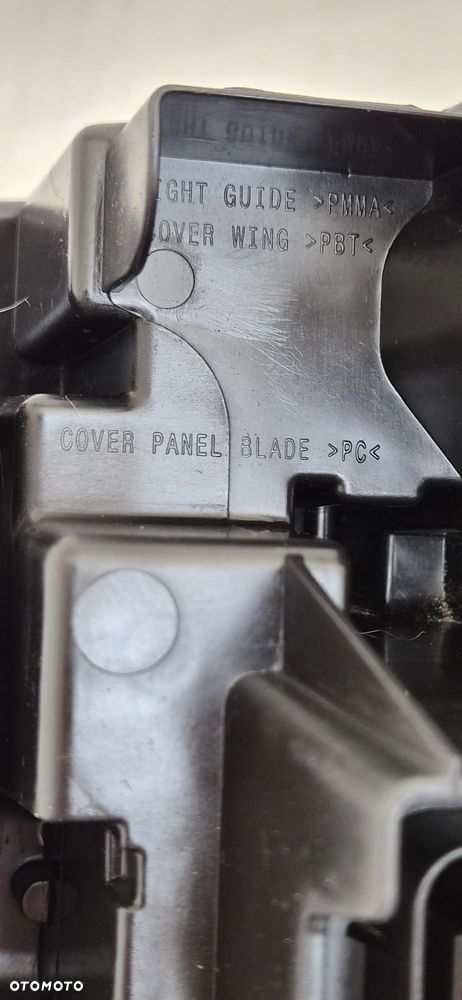 IGHT GUIDE >PMMA<
OVER WING >PBT<
COVER PANEL BLADE >PC<
OTOMOTO